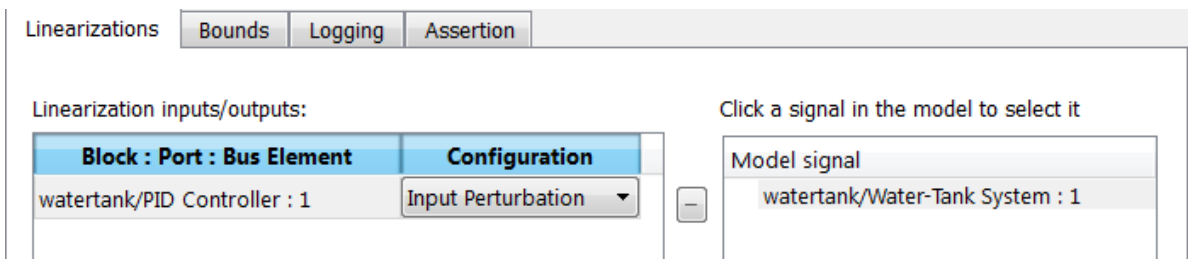 Linearizations Bounds Logging Assertion
Linearization inputs/outputs: Click a signal in the model to select it
Block : Port : Bus Element Configuration Model signal
watertank/PID Controller : 1 Input Perturbation watertank/Water-Tank System : 1